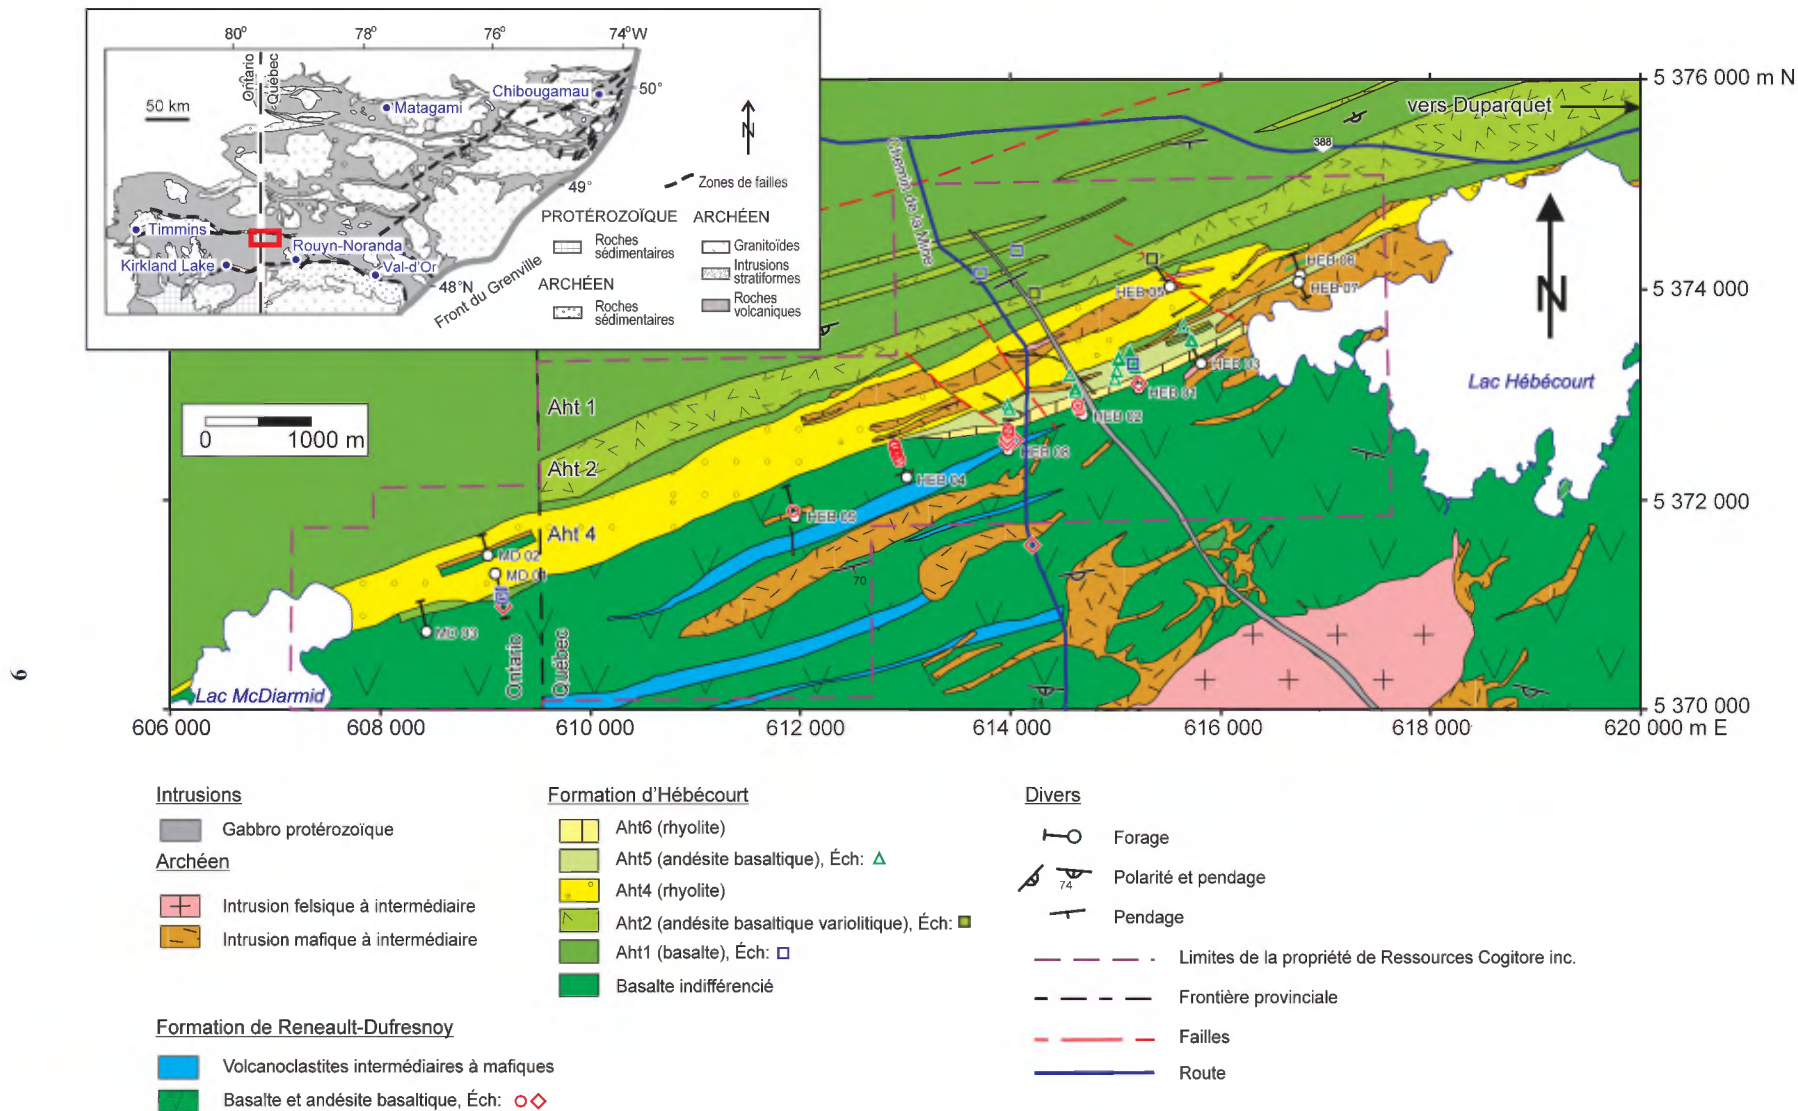 80°
78°
76°
74°W
Ontario
Québec
50 km
Matagami
Chibougamau
50°
N
49°
Zones de failles
PROTÉROZOÏQUE
Roches
sédimentaires
ARCHÉEN
Roches
sédimentaires
ARCHÉEN
Granitoïdes
Intrusions
stratiformes
Roches
volcaniques
Timmins
Rouyn-Noranda
Kirkland Lake
Val-d'Or
48°N
Front du Grenville
5 376 000 m N
vers Duparquet
388
Chemin de la Mine
N
5 374 000
HEB 06
HEB 07
HEB 05
HEB 03
Lac Hébécourt
HEB 01
HEB 02
HEB 08
HEB 04
0
1000 m
Aht 1
Aht 2
Aht 4
5 372 000
MD 02
MD 01
MD 03
70
74
Ontario
Québec
Lac McDiarmid
5 370 000
606 000
608 000
610 000
612 000
614 000
616 000
618 000
620 000 m E
9
Intrusions
Gabbro protérozoïque
Archéen
Intrusion felsique à intermédiaire
Intrusion mafique à intermédiaire
Formation de Reneault-Dufresnoy
Volcanoclastites intermédiaires à mafiques
Basalte et andésite basaltique, Éch:
Formation d'Hébécourt
Aht6 (rhyolite)
Aht5 (andésite basaltique), Éch:
Aht4 (rhyolite)
Aht2 (andésite basaltique variolitique), Éch:
Aht1 (basalte), Éch:
Basalte indifférencié
Divers
Forage
Polarité et pendage
74
Pendage
Limites de la propriété de Ressources Cogitore inc.
Frontière provinciale
Failles
Route